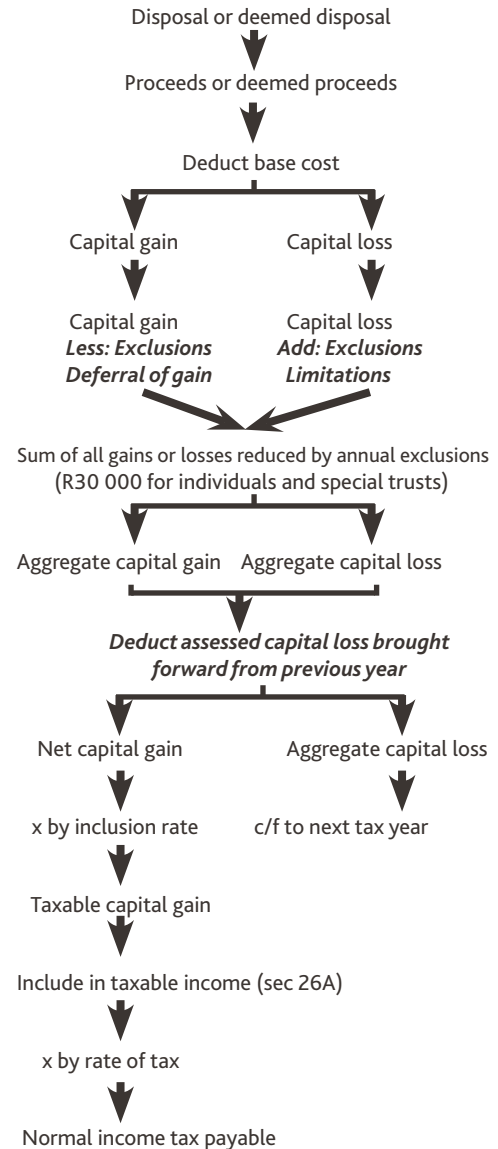 Disposal or deemed disposal
Proceeds or deemed proceeds
Deduct base cost
Capital gain
Capital loss
Capital gain
Less: Exclusions
Deferral of gain
Capital loss
Add: Exclusions
Limitations
Sum of all gains or losses reduced by annual exclusions
(R30 000 for individuals and special trusts)
Aggregate capital gain
Aggregate capital loss
Deduct assessed capital loss brought
forward from previous year
Net capital gain
Aggregate capital loss
x by inclusion rate
c/f to next tax year
Taxable capital gain
Include in taxable income (sec 26A)
x by rate of tax
Normal income tax payable